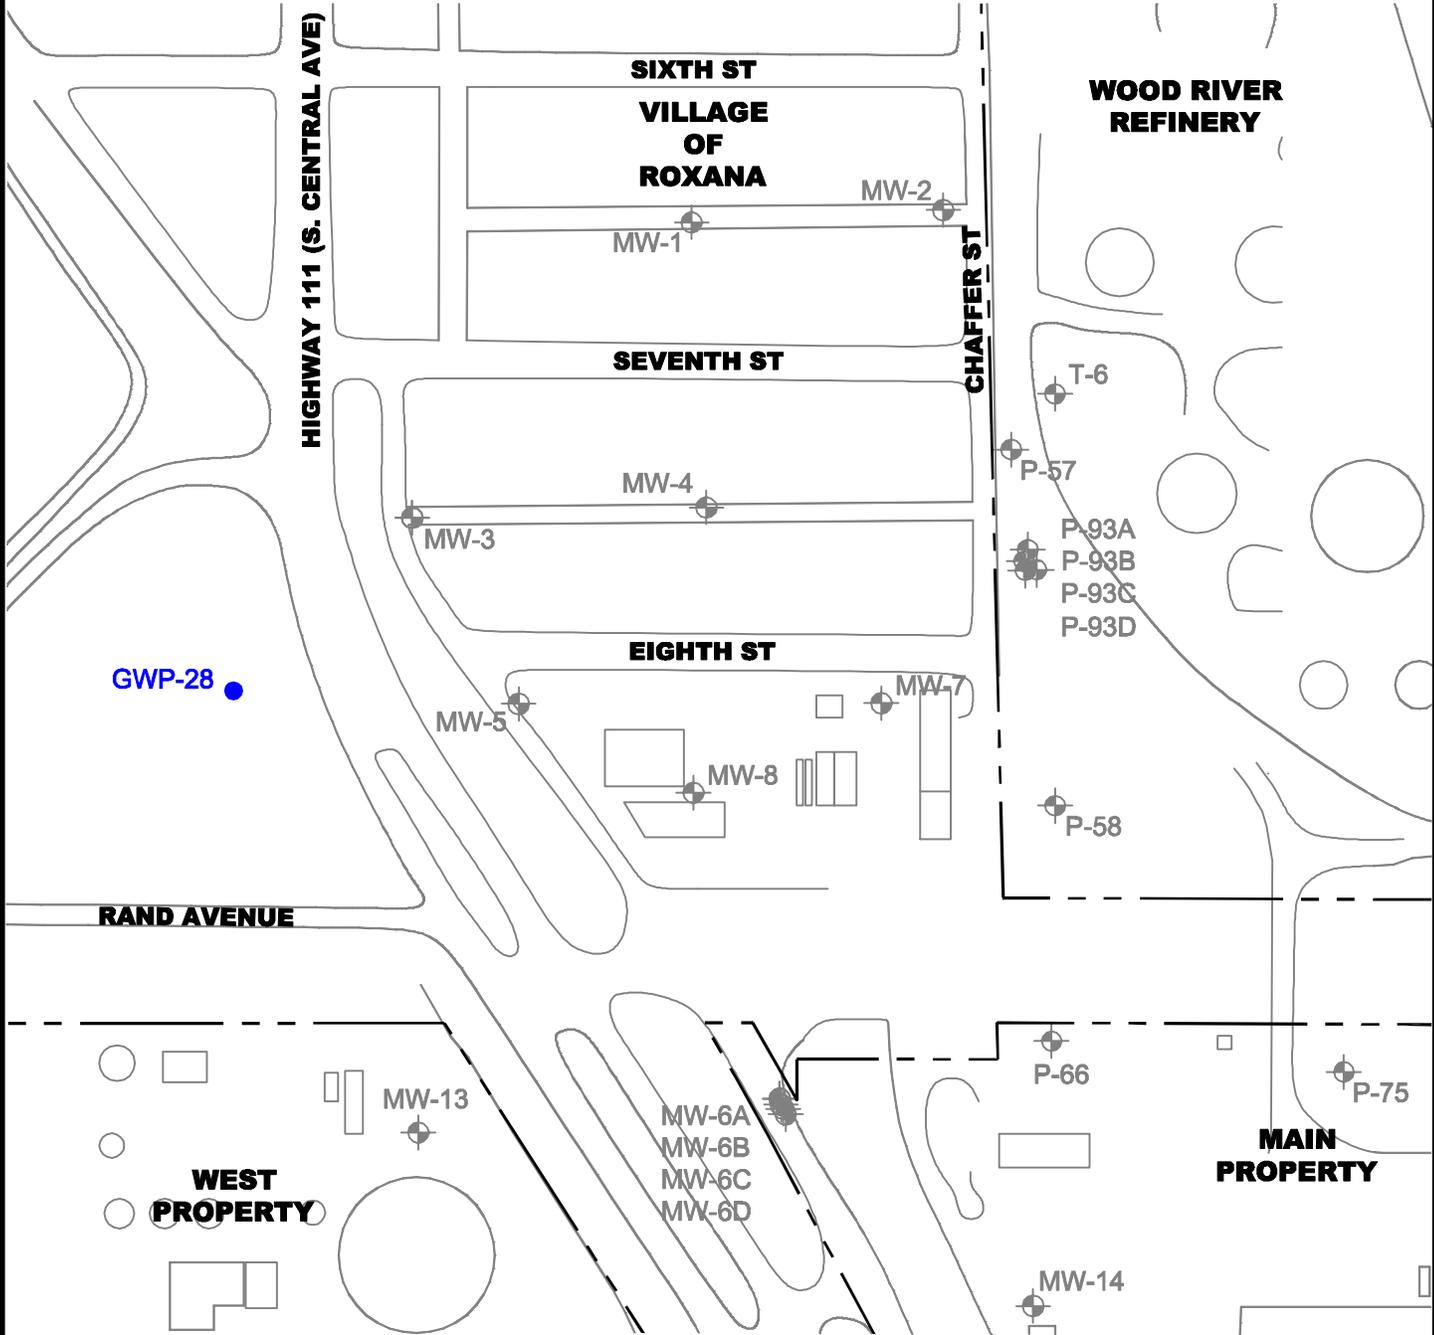 HIGHWAY 111 (S. CENTRAL AVE)
SIXTH ST
VILLAGE
OF
ROXANA
WOOD RIVER
REFINERY
MW-2
MW-1
CHAFFER ST
SEVENTH ST
T-6
P-57
MW-4
MW-3
P-93A
P-93B
P-93C
P-93D
EIGHTH ST
GWP-28
MW-7
MW-5
MW-8
P-58
RAND AVENUE
P-66
P-75
MW-13
MW-6A
MW-6B
MW-6C
MW-6D
MAIN
PROPERTY
WEST
PROPERTY
MW-14